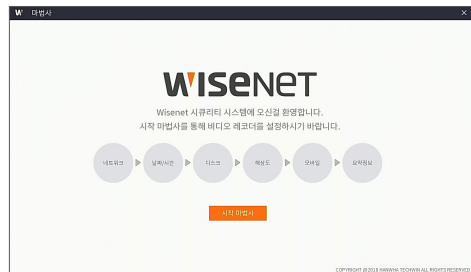 W 마법사
WISENET
Wisenet 시큐리티 시스템에 오신걸 환영합니다.
시작 마법사를 통해 비디오 레코더를 설정하시기 바랍니다.
네트워크 날짜/시간 디스크 해상도 모바일 요약정보
시작 마법사
COPYRIGHT @2018 HANWHA TECHWIN ALL RIGHTS RESERVED.